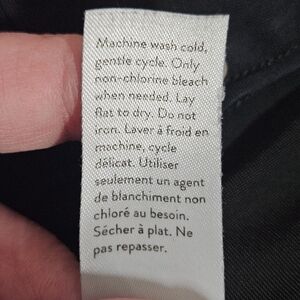 Machine wash cold,
gentle cycle. Only
non-chlorine bleach
when needed. Lay
flat to dry. Do not
iron. Laver à froid en
machine, cycle
délicat. Utiliser
seulement un agent
de blanchiment non
chloré au besoin.
Sécher à plat. Ne
pas repasser.